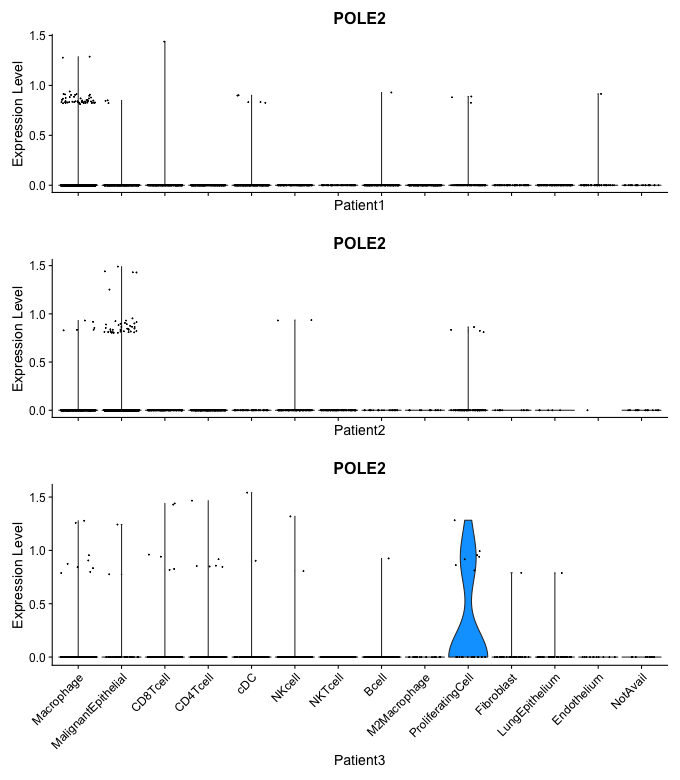 POLE2
Expression Level
1.5
1.0
0.5
0.0
Patient1
POLE2
Expression Level
1.5
1.0
0.5
0.0
Patient2
POLE2
Expression Level
1.5
1.0
0.5
0.0
Macrophage
MalignantEpithelial
CD8Tcell
CD4Tcell
cDC
NKcell
NKTcell
Bcell
M2Macrophage
ProliferatingCell
Fibroblast
LungEpithelium
Endothelium
NotAvail
Patient3